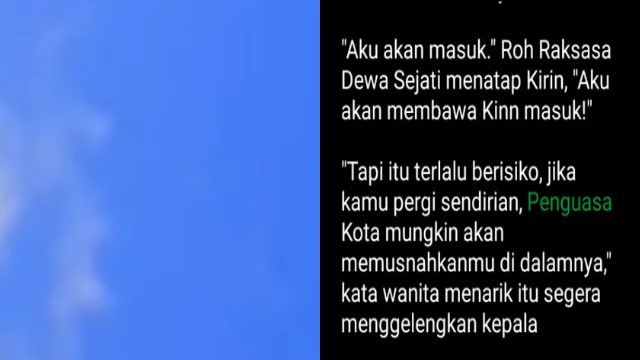 "Aku akan masuk." Roh Raksasa
Dewa Sejati menatap Kirin, "Aku
akan membawa Kinn masuk!"
"Tapi itu terlalu berisiko, jika
kamu pergi sendirian, Penguasa
Kota mungkin akan
memusnahkanmu di dalamnya,"
kata wanita menarik itu segera
menggelengkan kepala